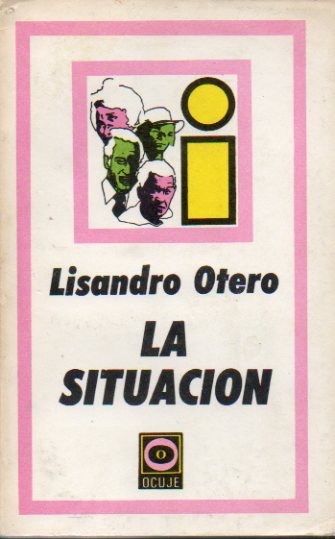 i
Lisandro Otero
LA
SITUACION
O
OCUJE